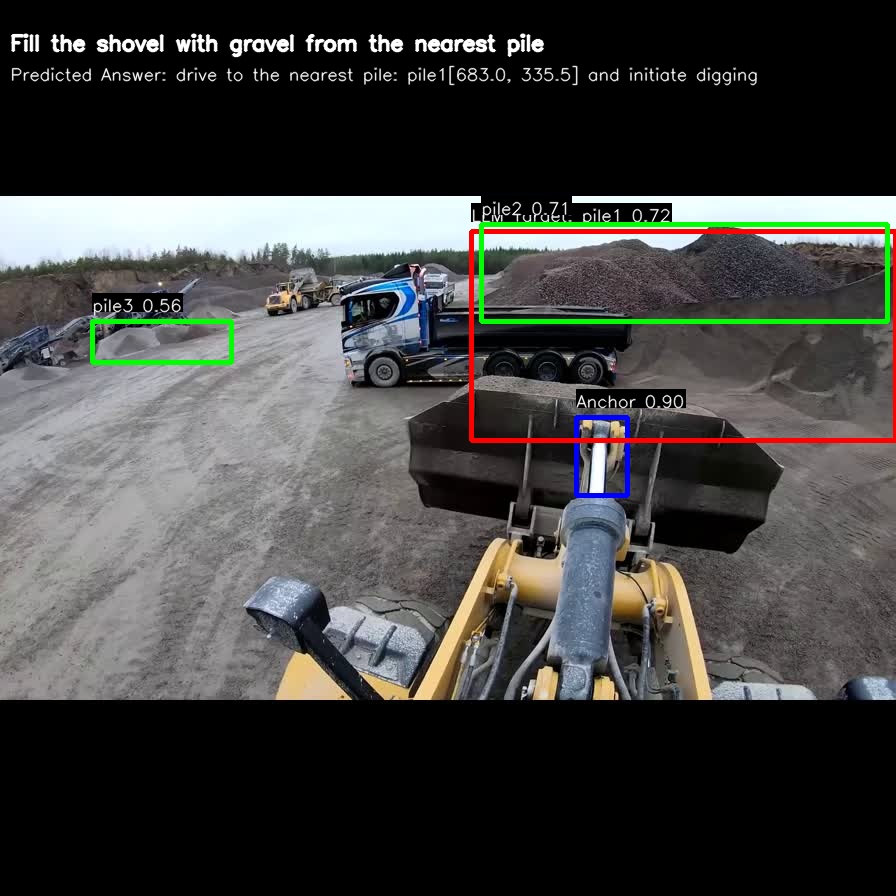 Fill the shovel with gravel from the nearest pile
Predicted Answer: drive to the nearest pile: pile1[683.0, 335.5] and initiate digging
pile2 0.71
Target: pile1 0.72
pile3 0.56
Anchor 0.90